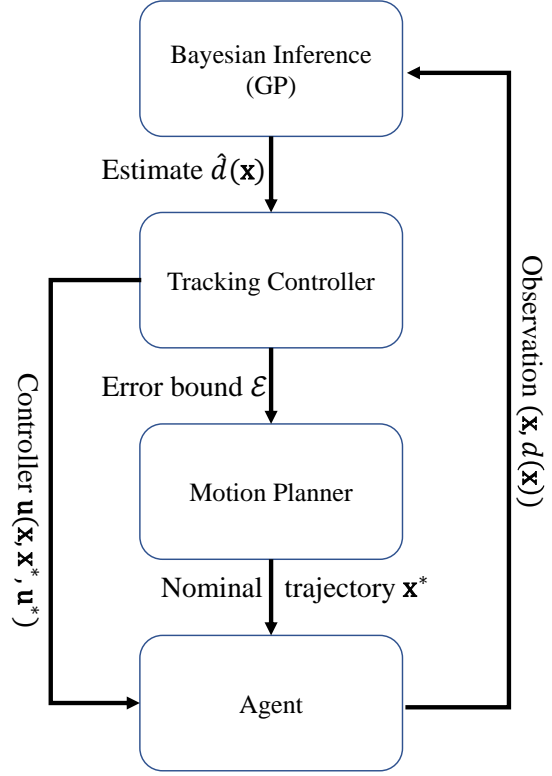 Bayesian Inference
(GP)
Estimate d̂(𝐱)
Tracking Controller
Error bound ℰ
Motion Planner
Nominal trajectory 𝐱*
Agent
Controller 𝐮(𝐱, 𝐱*, 𝐮*)
Observation (𝐱, d(𝐱))